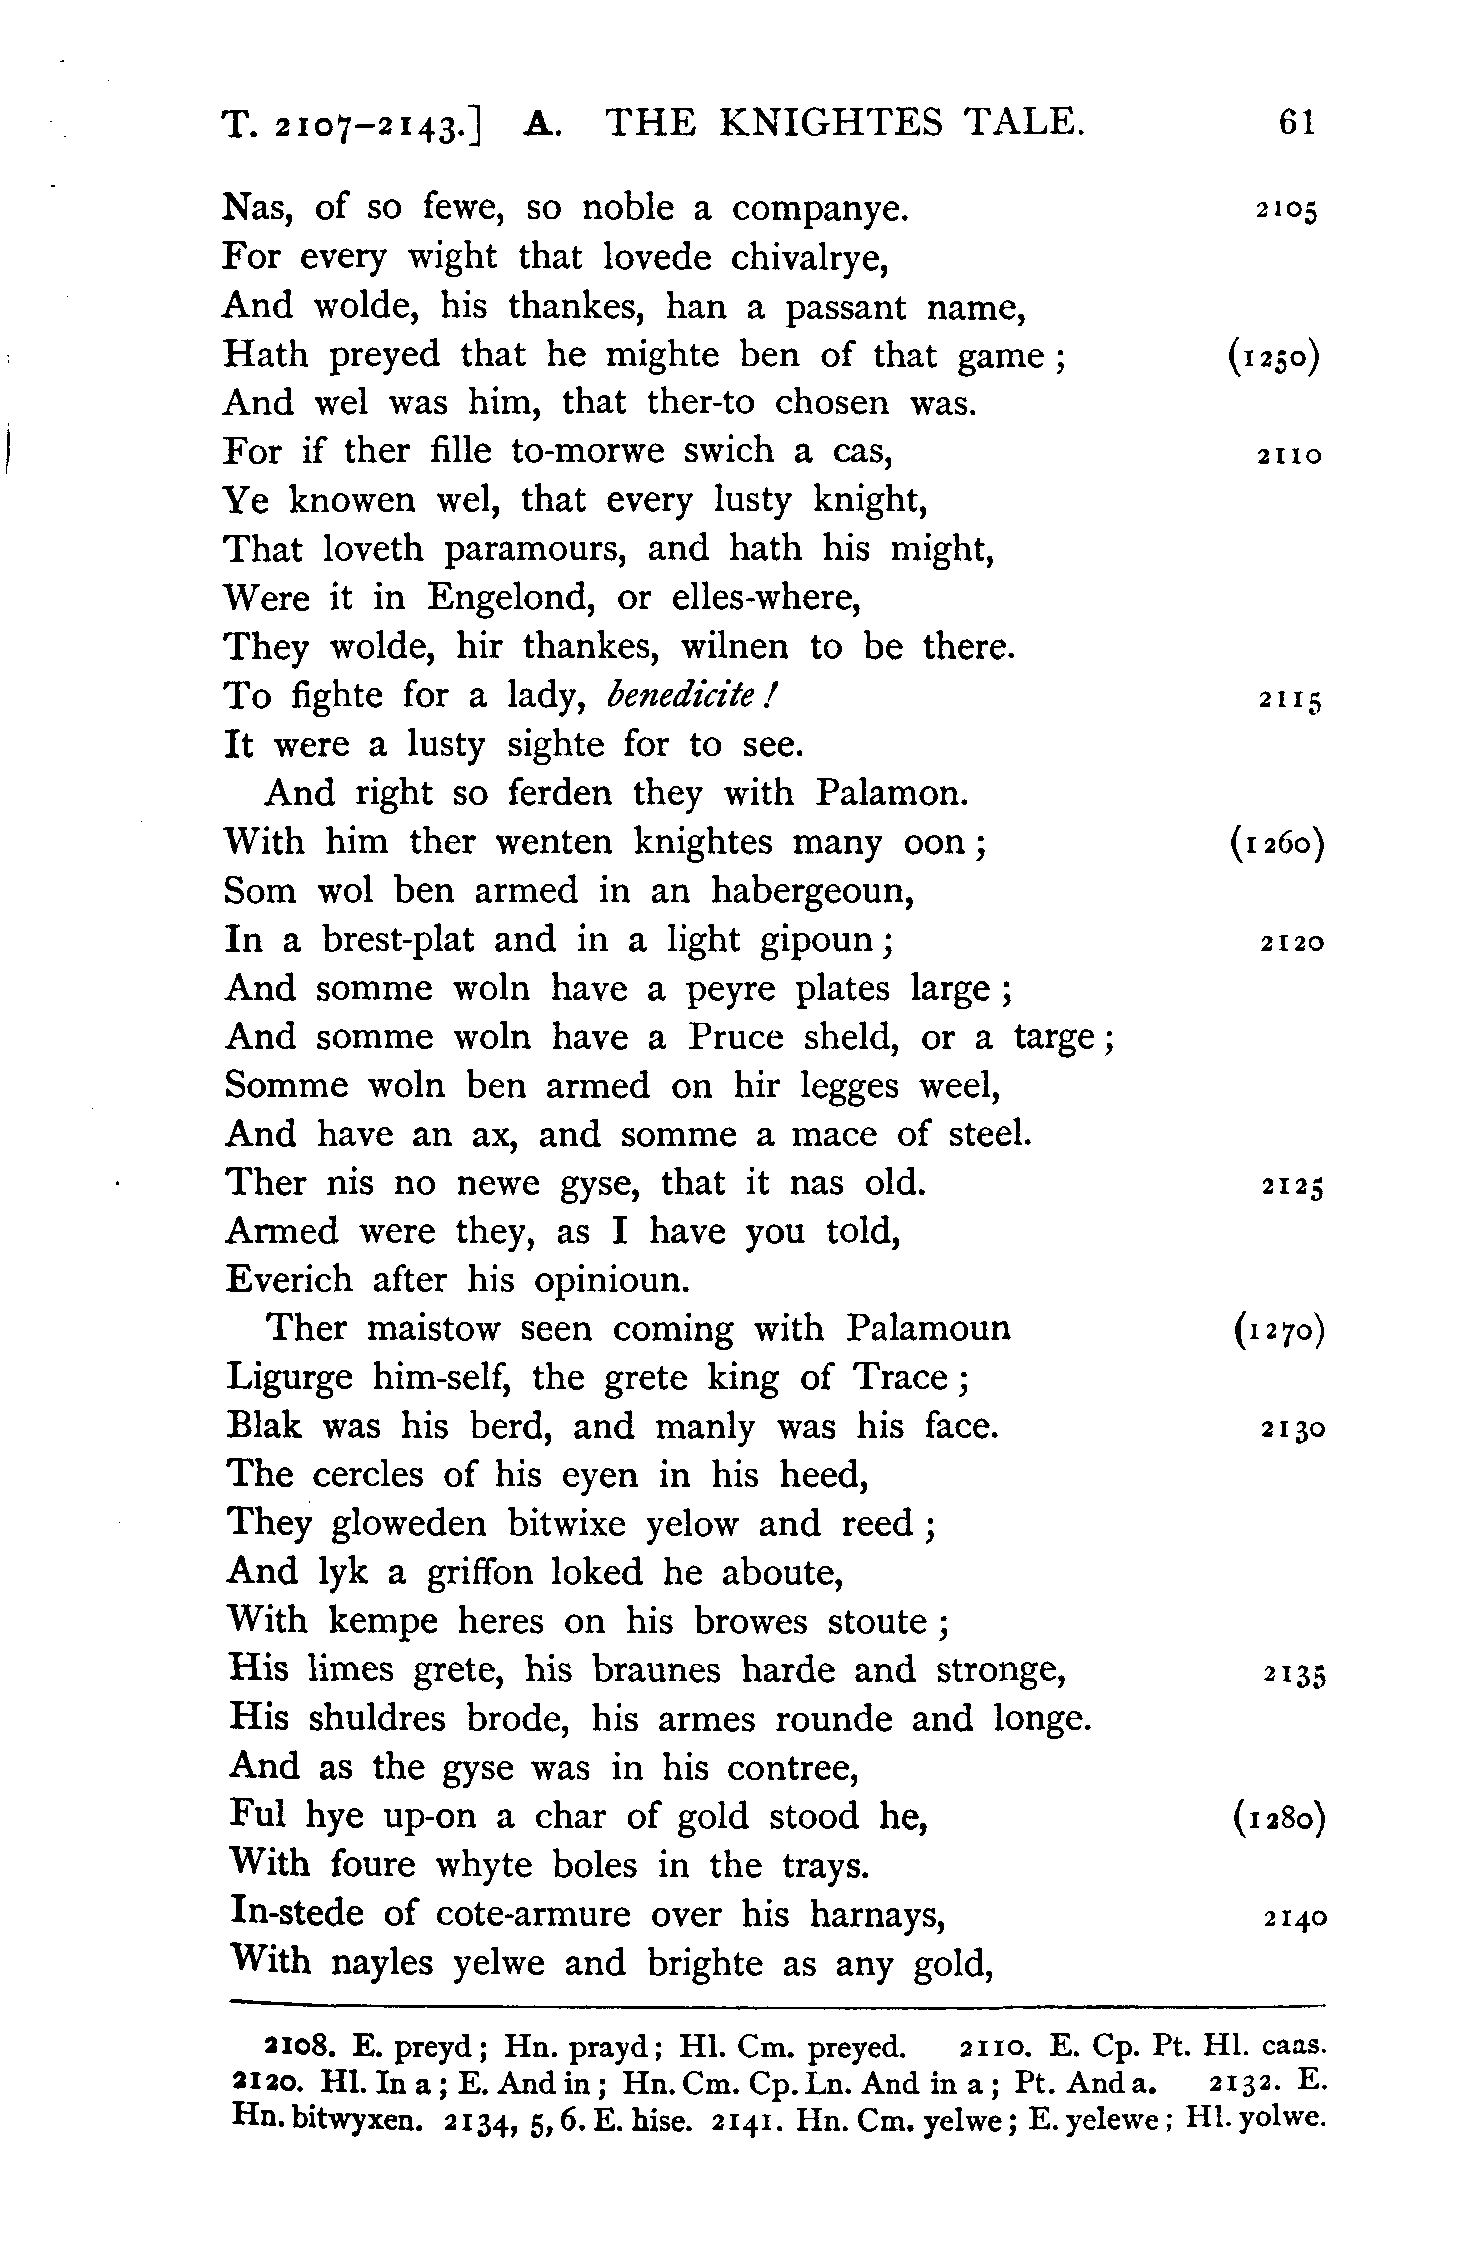 T. 2107–2143.] A. THE KNIGHTES TALE. 61
Nas, of so fewe, so noble a companye. 2105
For every wight that lovede chivalrye,
And wolde, his thankes, han a passant name,
Hath preyed that he mighte ben of that game ; (1250)
And wel was him, that ther-to chosen was.
For if ther fille to-morwe swich a cas, 2110
Ye knowen wel, that every lusty knight,
That loveth paramours, and hath his might,
Were it in Engelond, or elles-where,
They wolde, hir thankes, wilnen to be there.
To fighte for a lady, benedicite ! 2115
It were a lusty sighte for to see.
And right so ferden they with Palamon.
With him ther wenten knightes many oon ; (1260)
Som wol ben armed in an habergeoun,
In a brest-plat and in a light gipoun ; 2120
And somme woln have a peyre plates large ;
And somme woln have a Pruce sheld, or a targe ;
Somme woln ben armed on hir legges weel,
And have an ax, and somme a mace of steel.
Ther nis no newe gyse, that it nas old. 2125
Armed were they, as I have you told,
Everich after his opinioun.
Ther maistow seen coming with Palamoun (1270)
Ligurge him-self, the grete king of Trace ;
Blak was his berd, and manly was his face. 2130
The cercles of his eyen in his heed,
They gloweden bitwixe yelow and reed ;
And lyk a griffon loked he aboute,
With kempe heres on his browes stoute ;
His limes grete, his braunes harde and stronge, 2135
His shuldres brode, his armes rounde and longe.
And as the gyse was in his contree,
Ful hye up-on a char of gold stood he, (1280)
With foure whyte boles in the trays.
In-stede of cote-armure over his harnays, 2140
With nayles yelwe and brighte as any gold,
2108. E. preyd ; Hn. prayd ; Hl. Cm. preyed. 2110. E. Cp. Pt. Hl. caas.
2120. Hl. In a ; E. And in ; Hn. Cm. Cp. Ln. And in a ; Pt. And a. 2132. E.
Hn. bitwyxen. 2134, 5, 6. E. hise. 2141. Hn. Cm. yelwe ; E. yelewe ; Hl. yolwe.